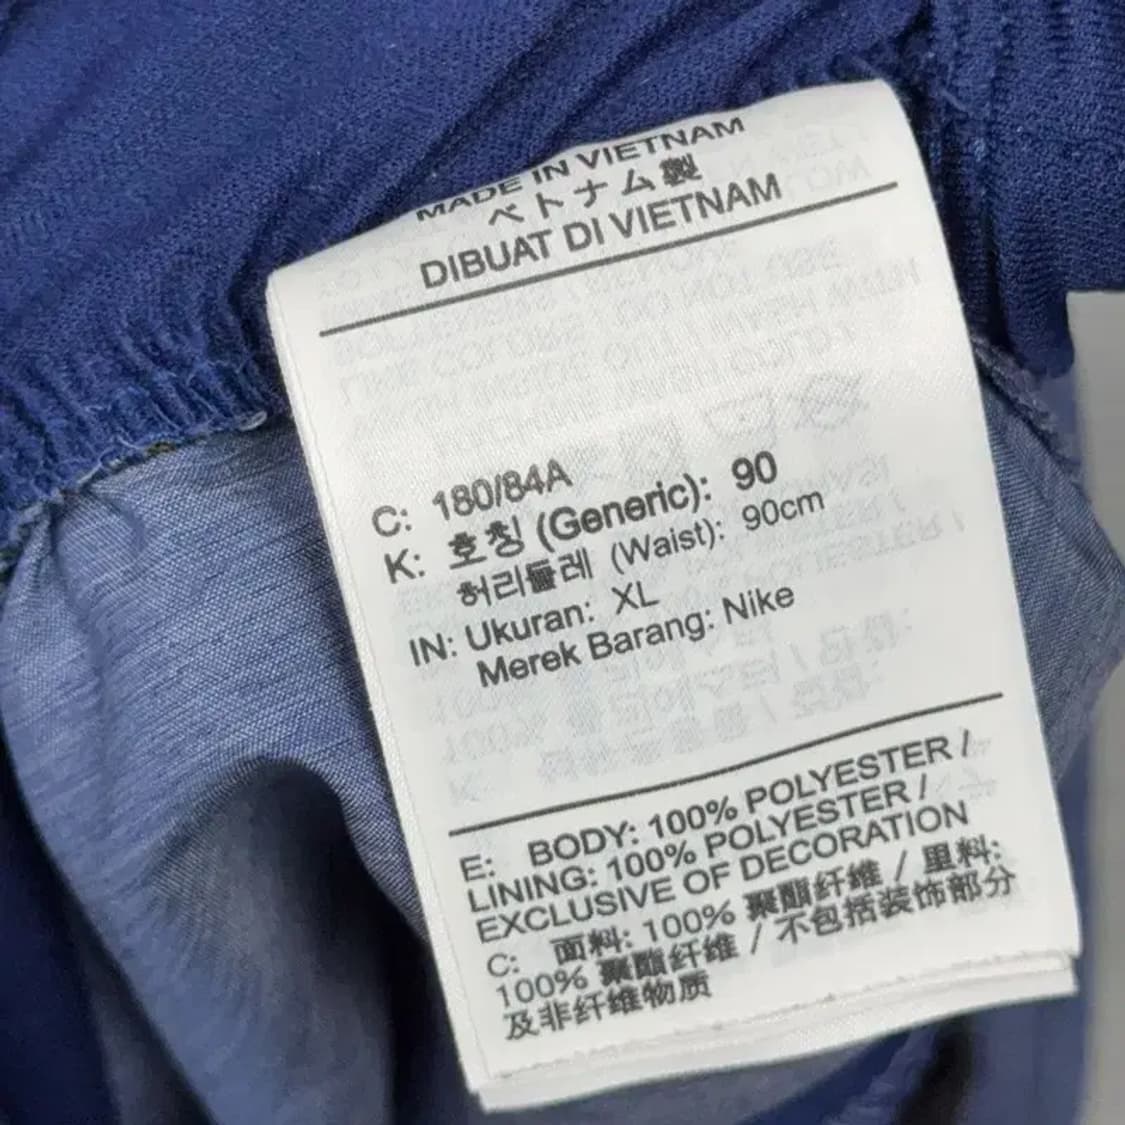 MADE IN VIETNAM
ベトナム製
DIBUAT DI VIETNAM
C: 180/84A
K: 호칭 (Generic): 90
허리둘레 (Waist): 90cm
IN: Ukuran: XL
Merek Barang: Nike
E: BODY: 100% POLYESTER /
LINING: 100% POLYESTER /
EXCLUSIVE OF DECORATION
C: 面料: 100% 聚酯纤维 / 里料:
100% 聚酯纤维 / 不包括装饰部分
及非纤维物质